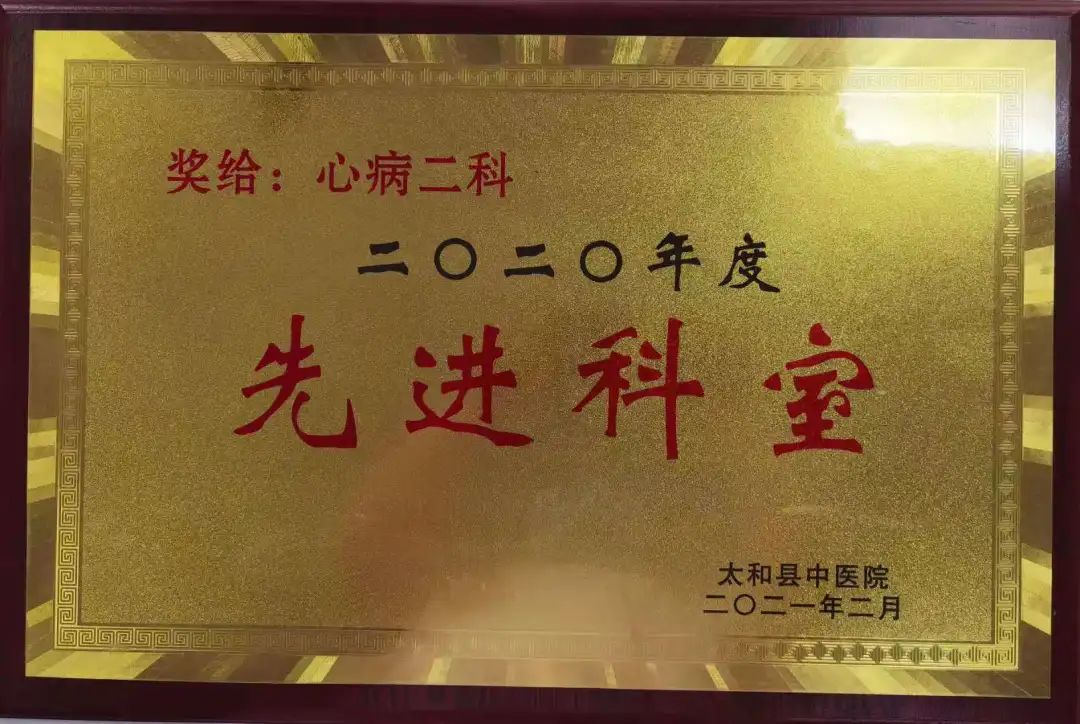 奖给：心病二科
二〇二〇年度
先进科室
太和县中医院
二〇二一年二月